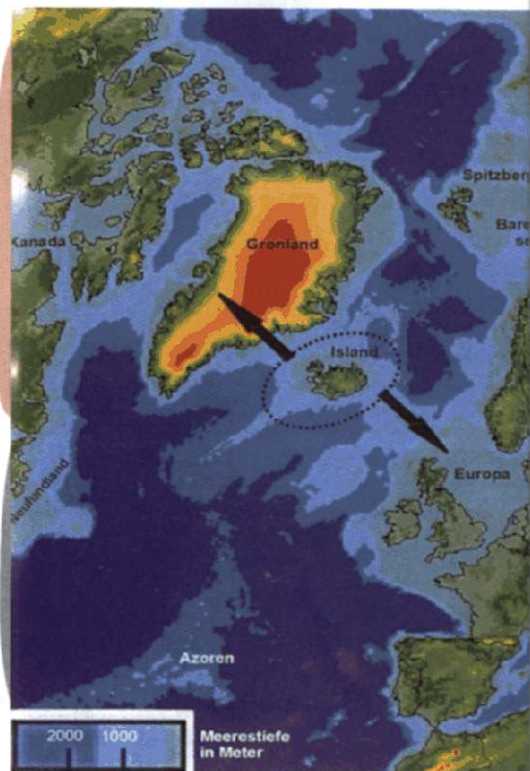 Spitzber
Bare
Kanada
Grönland
Island
Europa
Neufundland
Azoren
2000 1000
Meerestiefe
in Meter